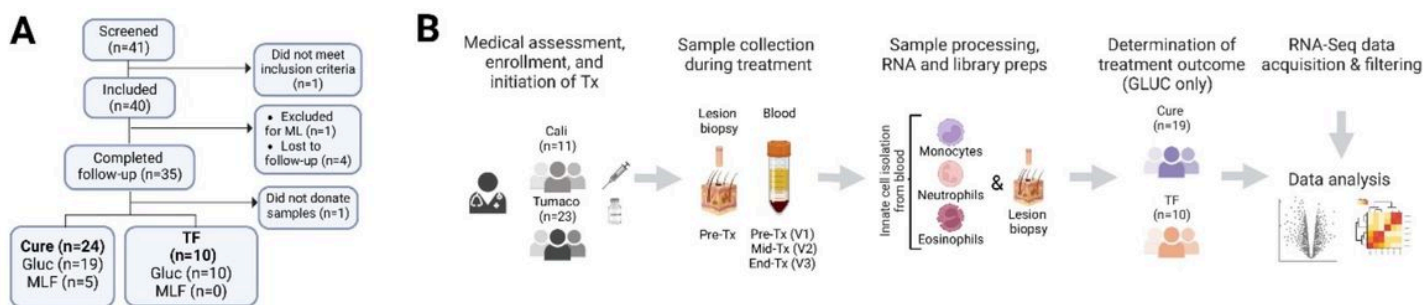 A
Screened
(n=41)
Did not meet
inclusion criteria
(n=1)
Included
(n=40)
• Excluded
for ML (n=1)
• Lost to
follow-up (n=4)
Completed
follow-up (n=35)
Did not donate
samples (n=1)
Cure (n=24)
Gluc (n=19)
MLF (n=5)
TF
(n=10)
Gluc (n=10)
MLF (n=0)
B
Medical assessment,
enrollment, and
initiation of Tx
Cali
(n=11)
Tumaco
(n=23)
Sample collection
during treatment
Lesion
biopsy
Blood
Pre-Tx
Pre-Tx (V1)
Mid-Tx (V2)
End-Tx (V3)
Sample processing,
RNA and library preps
Innate cell isolation
from blood
Monocytes
Neutrophils
Eosinophils
&
Lesion
biopsy
Determination of
treatment outcome
(GLUC only)
Cure
(n=19)
TF
(n=10)
RNA-Seq data
acquisition & filtering
Data analysis